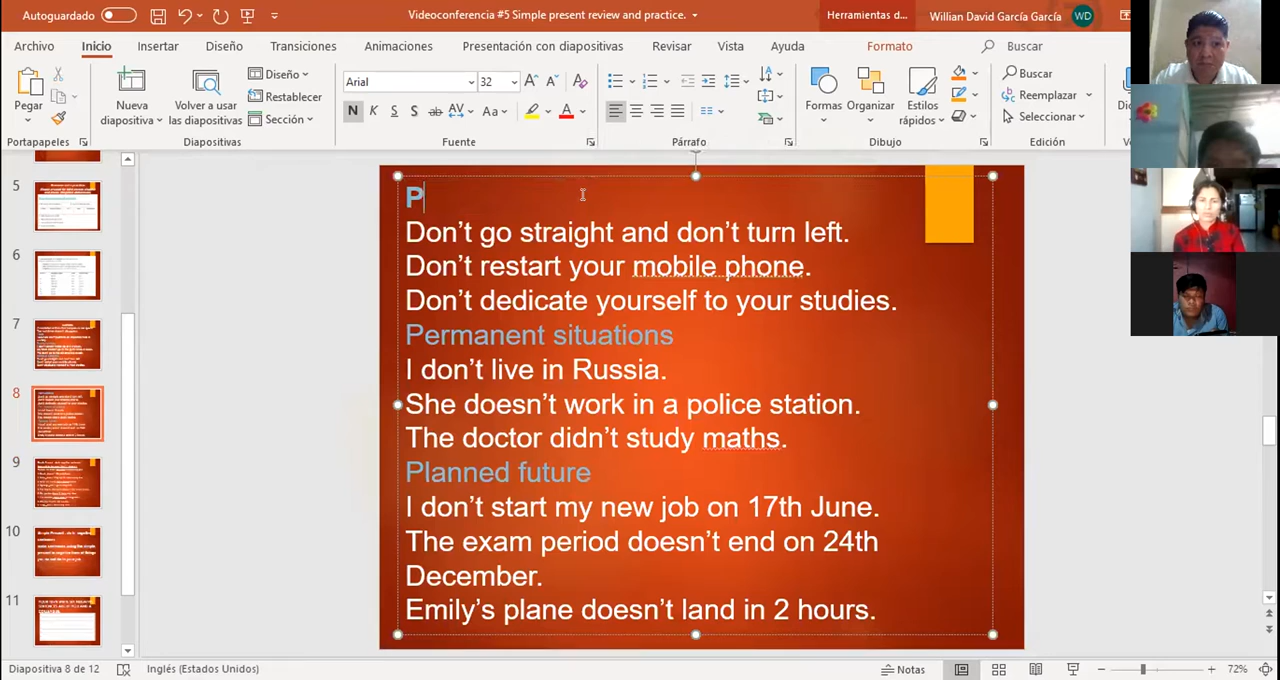 Autoguardado
Videoconferencia #5 Simple present review and practice.
Herramientas d...
Willian David García García
WD
Archivo
Inicio
Insertar
Diseño
Transiciones
Animaciones
Presentación con diapositivas
Revisar
Vista
Ayuda
Formato
Buscar
Pegar
Nueva
diapositiva
Volver a usar
las diapositivas
Diseño
Restablecer
Sección
Arial
32
N K S S ab AV Aa A
Formas
Organizar
Estilos
rápidos
Buscar
Reemplazar
Seleccionar
Portapapeles
Diapositivas
Fuente
Párrafo
Dibujo
Edición
5
6
7
8
9
10
11
P
Don't go straight and don't turn left.
Don't restart your mobile phone.
Don't dedicate yourself to your studies.
Permanent situations
I don't live in Russia.
She doesn't work in a police station.
The doctor didn't study maths.
Planned future
I don't start my new job on 17th June.
The exam period doesn't end on 24th
December.
Emily's plane doesn't land in 2 hours.
Diapositiva 8 de 12
Inglés (Estados Unidos)
Notas
72%